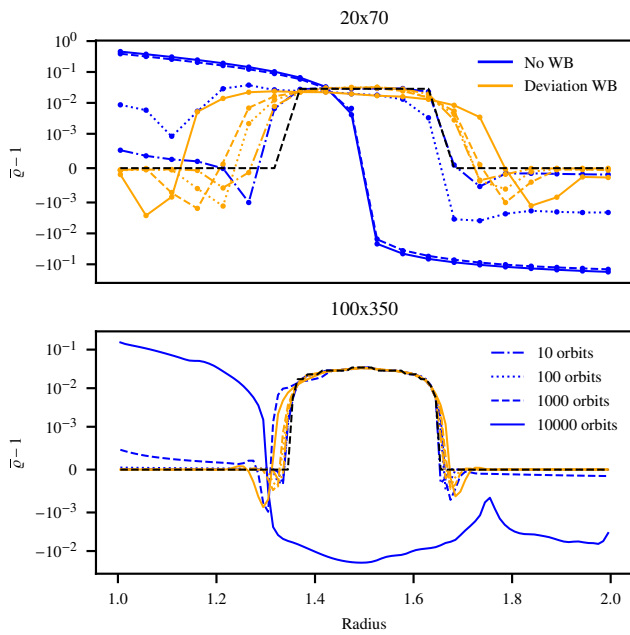 20x70
10⁰
10⁻¹
10⁻²
10⁻³
0
−10⁻³
−10⁻²
−10⁻¹
ϱ̅ − 1
No WB
Deviation WB
100x350
10⁻¹
10⁻²
10⁻³
0
−10⁻³
−10⁻²
ϱ̅ − 1
10 orbits
100 orbits
1000 orbits
10000 orbits
1.0 1.2 1.4 1.6 1.8 2.0
Radius